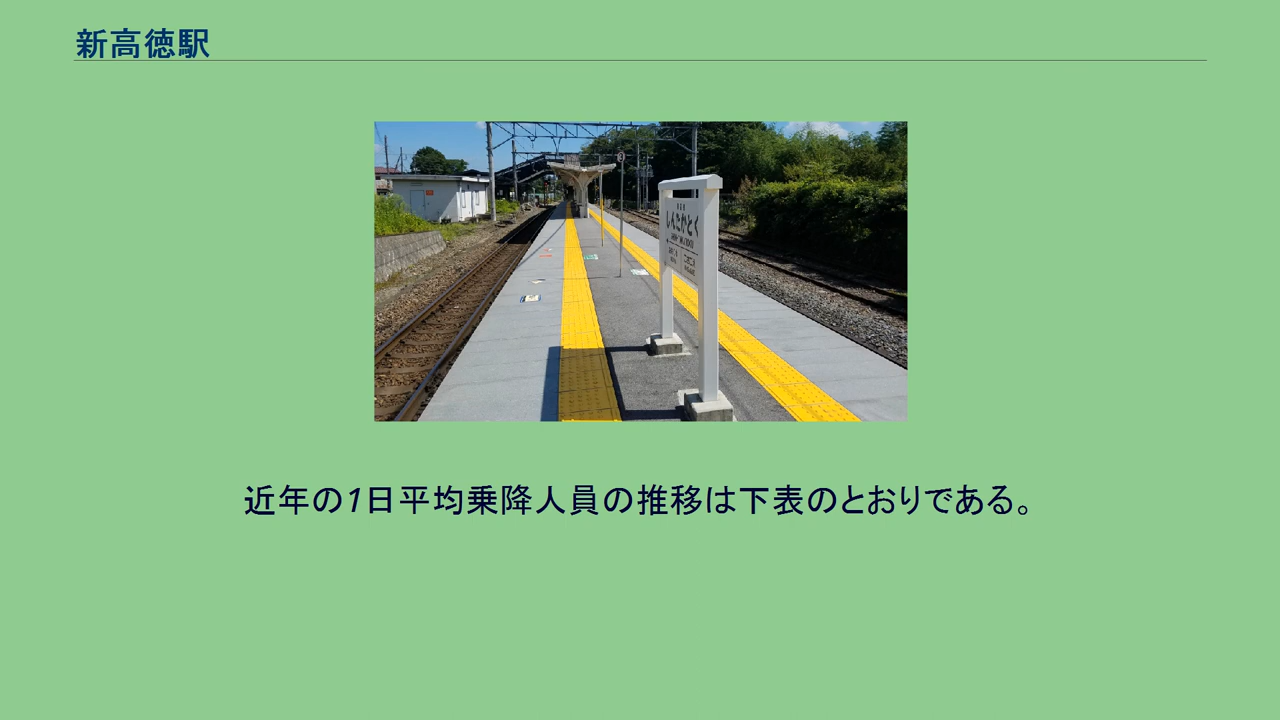 新高徳駅
しんたかとく
近年の1日平均乗降人員の推移は下表のとおりである。